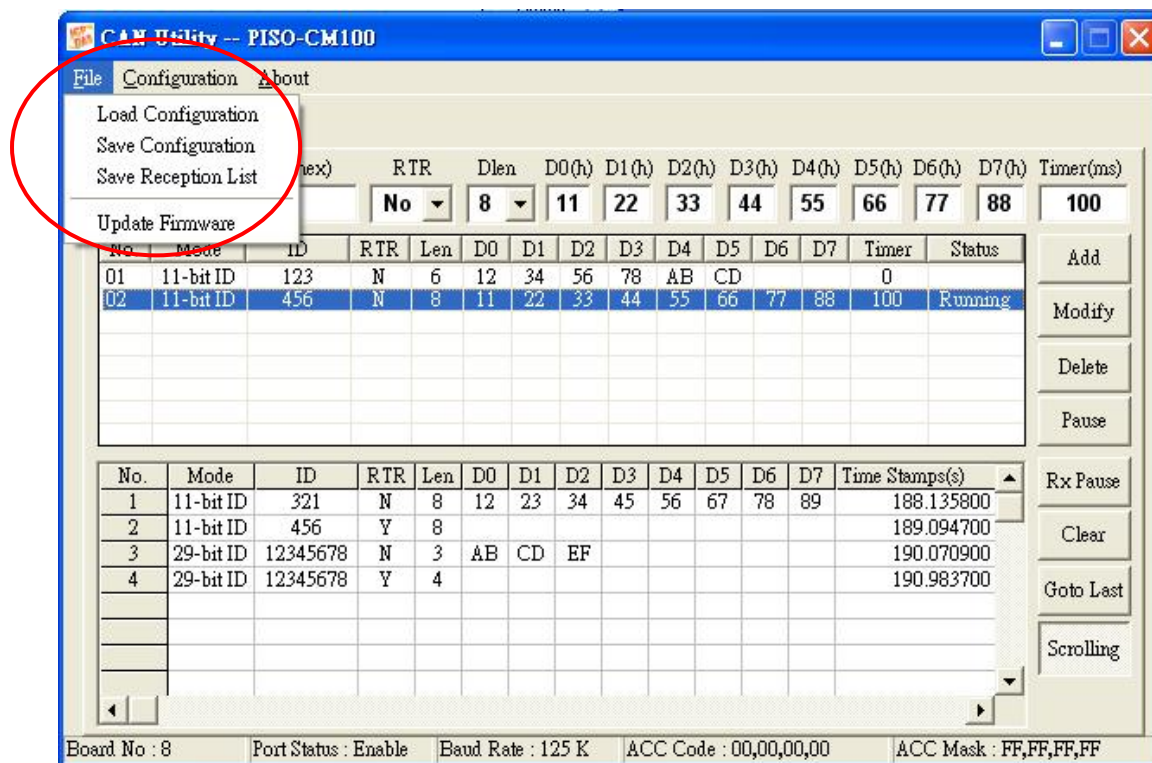 CAN Utility -- PISO-CM100
File Configuration About
Load Configuration
Save Configuration
Save Reception List
Update Firmware
RTR Dlen D0(h) D1(h) D2(h) D3(h) D4(h) D5(h) D6(h) D7(h) Timer(ms)
No 8 11 22 33 44 55 66 77 88 100
No. Mode ID RTR Len D0 D1 D2 D3 D4 D5 D6 D7 Timer Status
01 11-bit ID 123 N 6 12 34 56 78 AB CD 0
02 11-bit ID 456 N 8 11 22 33 44 55 66 77 88 100 Running
Add
Modify
Delete
Pause
No. Mode ID RTR Len D0 D1 D2 D3 D4 D5 D6 D7 Time Stamps(s)
1 11-bit ID 321 N 8 12 23 34 45 56 67 78 89 188.135800
2 11-bit ID 456 Y 8 189.094700
3 29-bit ID 12345678 N 3 AB CD EF 190.070900
4 29-bit ID 12345678 Y 4 190.983700
Rx Pause
Clear
Goto Last
Scrolling
Board No : 8 Port Status : Enable Baud Rate : 125 K ACC Code : 00,00,00,00 ACC Mask : FF,FF,FF,FF